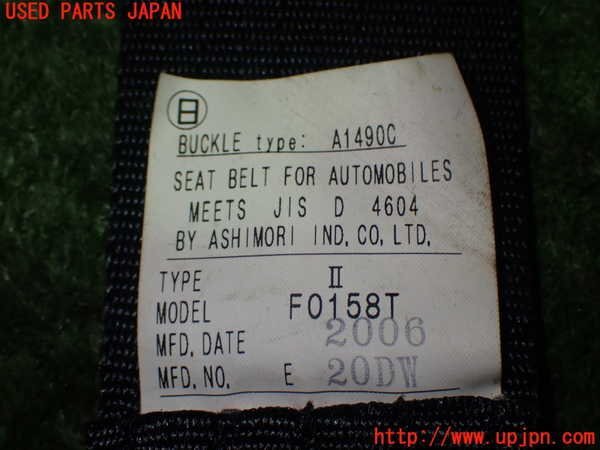 USED PARTS JAPAN
日
BUCKLE type: A1490C
SEAT BELT FOR AUTOMOBILES
MEETS JIS D 4604
BY ASHIMORI IND. CO, LTD.
TYPE II
MODEL F0158T
MFD. DATE 2006
MFD. NO. E 20DW
http://www.upjpn.com